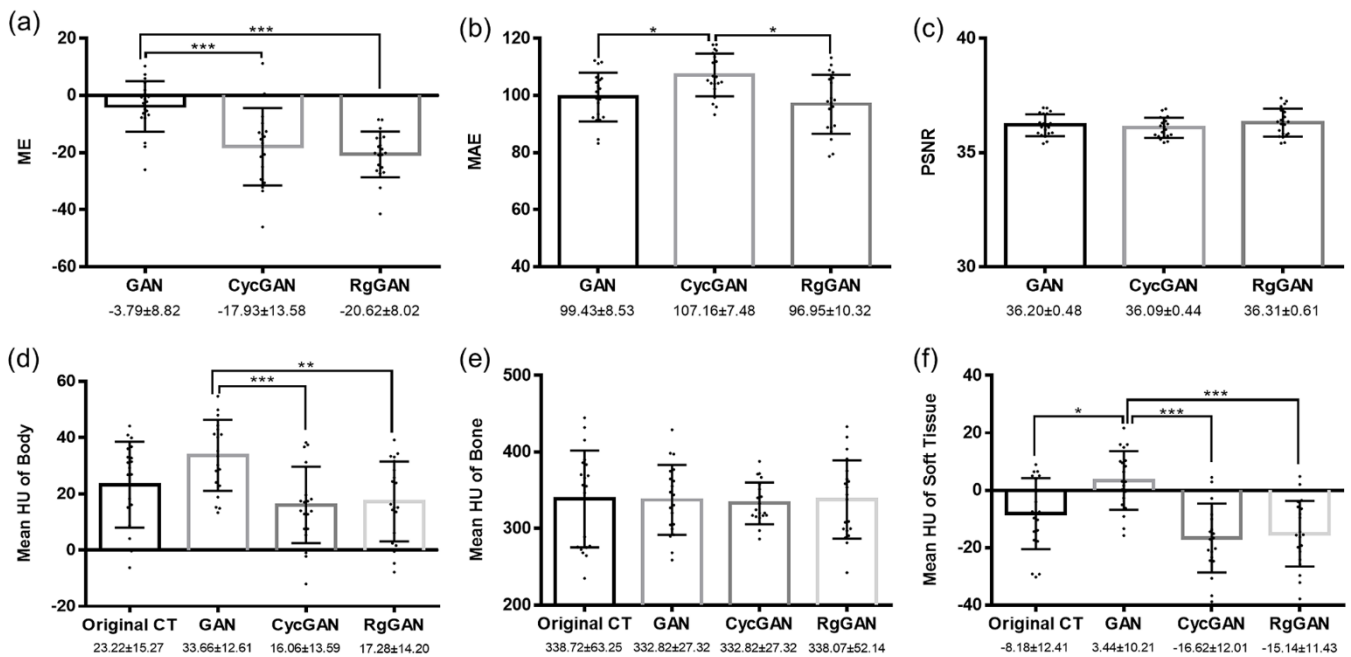 (a)
***
***
20
0
-20
-40
-60
ME
GAN CycGAN RgGAN
-3.79±8.82 -17.93±13.58 -20.62±8.02
(b)
* *
120
100
80
60
40
MAE
GAN CycGAN RgGAN
99.43±8.53 107.16±7.48 96.95±10.32
(c)
40
35
30
PSNR
GAN CycGAN RgGAN
36.20±0.48 36.09±0.44 36.31±0.61
(d)
**
***
60
40
20
0
-20
Mean HU of Body
Original CT GAN CycGAN RgGAN
23.22±15.27 33.66±12.61 16.06±13.59 17.28±14.20
(e)
500
400
300
200
Mean HU of Bone
Original CT GAN CycGAN RgGAN
338.72±63.25 332.82±27.32 332.82±27.32 338.07±52.14
(f)
***
* ***
40
20
0
-20
-40
Mean HU of Soft Tissue
Original CT GAN CycGAN RgGAN
-8.18±12.41 3.44±10.21 -16.62±12.01 -15.14±11.43